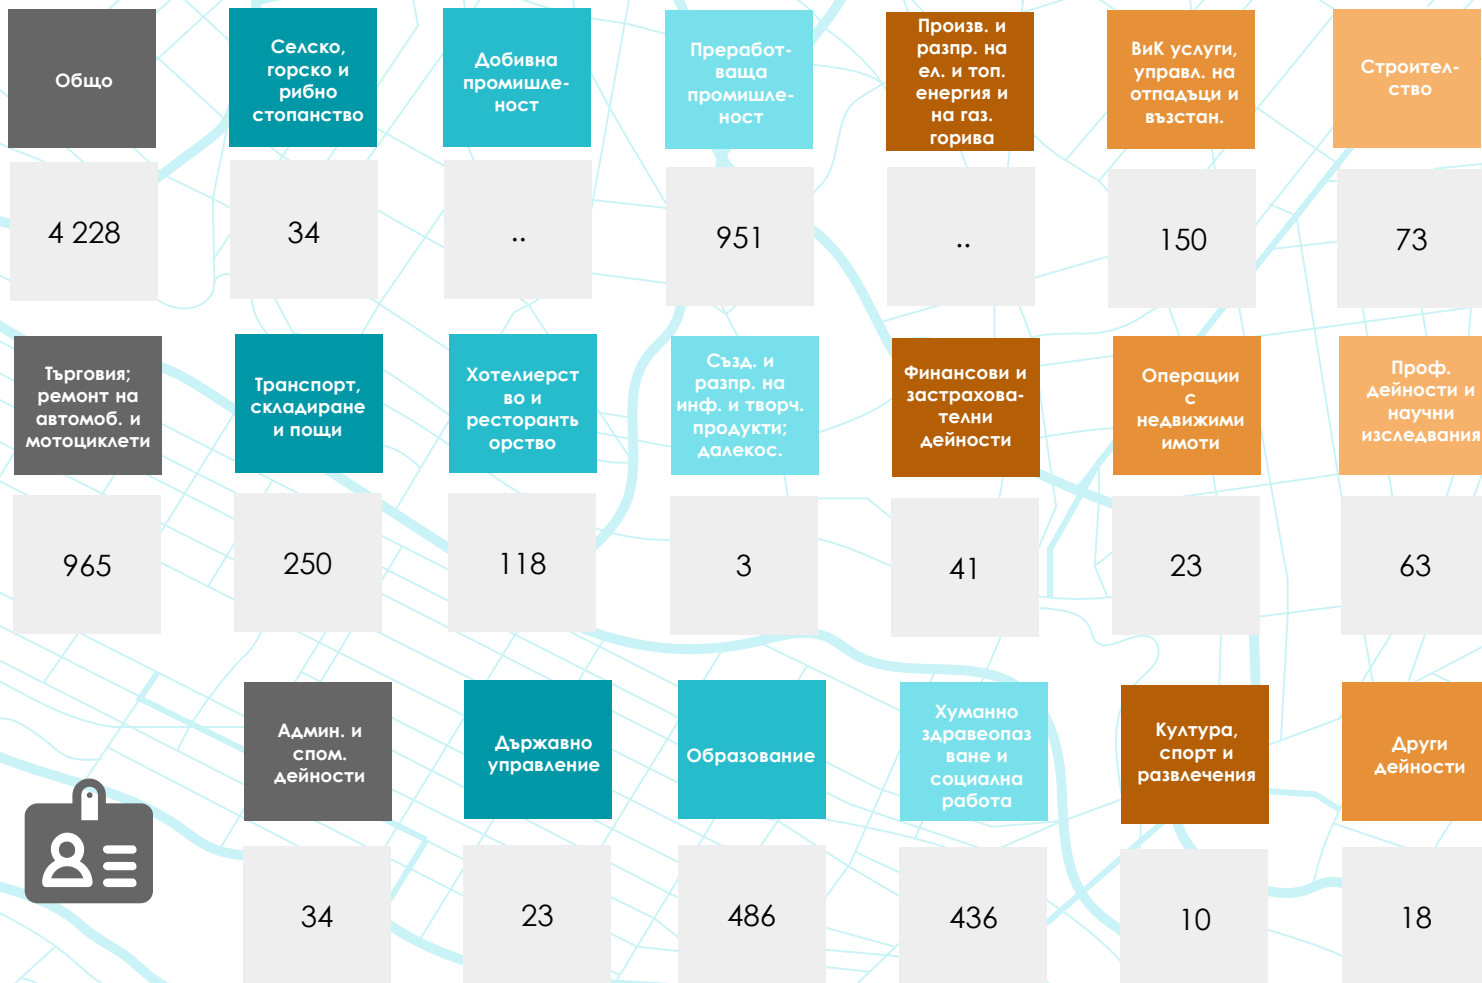 Общо
Селско,
горско и
рибно
стопанство
Добивна
промишле-
ност
Преработ-
ваща
промишле-
ност
Произв. и
разпр. на
ел. и топ.
енергия и
на газ.
горива
ВиК услуги,
управл. на
отпадъци и
възстан.
Строител-
ство
4 228
34
..
951
..
150
73
Търговия;
ремонт на
автомоб. и
мотоциклети
Транспорт,
складиране
и пощи
Хотелиерст
во и
ресторанть
орство
Създ. и
разпр. на
инф. и творч.
продукти;
далекос.
Финансови и
застрахова-
телни
дейности
Операции
с
недвижими
имоти
Проф.
дейности и
научни
изследвания
965
250
118
3
41
23
63
Админ. и
спом.
дейности
Държавно
управление
Образование
Хуманно
здравеопаз
ване и
социална
работа
Култура,
спорт и
развлечения
Други
дейности
34
23
486
436
10
18